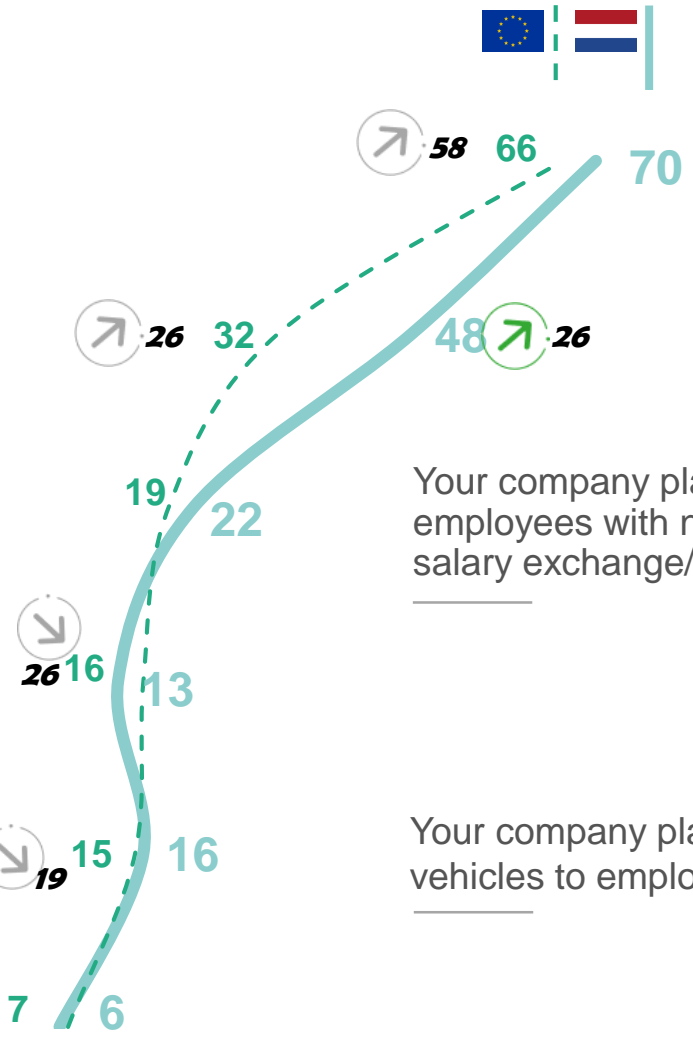 58 66 70
26 32 48 26
19
22
Your company pla
employees with r
salary exchange/
16
26
13
Your company pla
vehicles to emplo
15 16
19
7 6